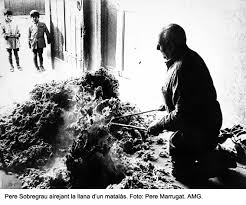 Pere Sobregrau airejant la llana d'un matalàs. Foto: Pere Marrugat. AMG.